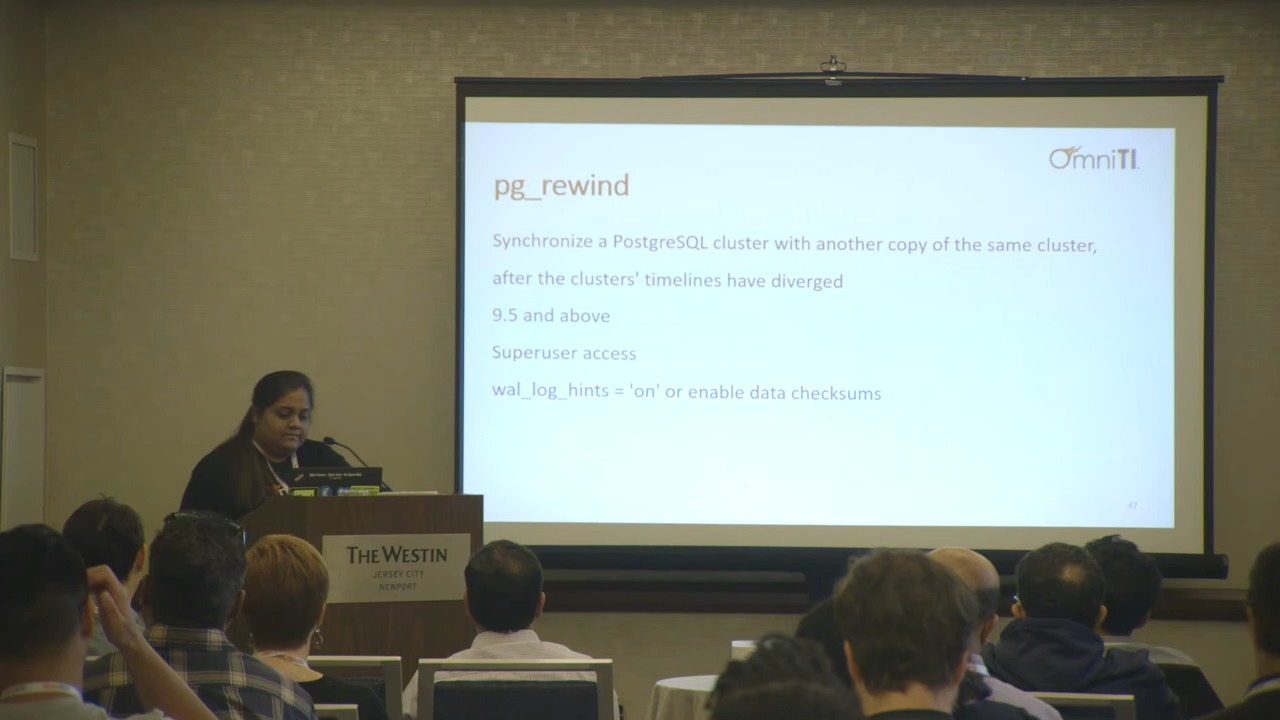 OmniTI
pg_rewind
Synchronize a PostgreSQL cluster with another copy of the same cluster,
after the clusters' timelines have diverged
9.5 and above
Superuser access
wal_log_hints = 'on' or enable data checksums
47
THE WESTIN
JERSEY CITY
NEWPORT